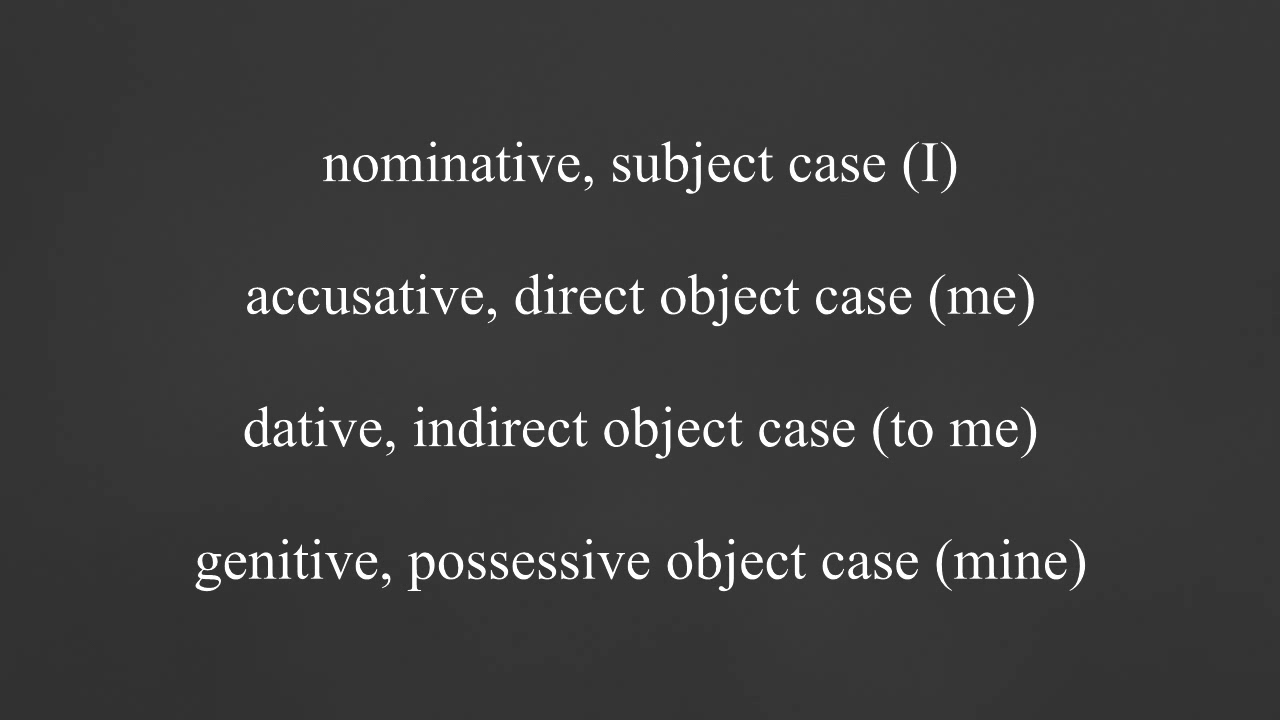 nominative, subject case (I)
accusative, direct object case (me)
dative, indirect object case (to me)
genitive, possessive object case (mine)